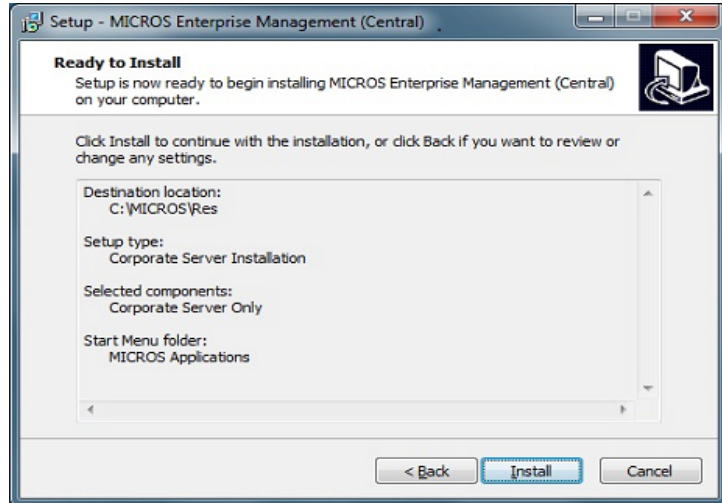 Setup - MICROS Enterprise Management (Central)
Ready to Install
Setup is now ready to begin installing MICROS Enterprise Management (Central)
on your computer.
Click Install to continue with the installation, or click Back if you want to review or
change any settings.
Destination location:
C:\MICROS\Res
Setup type:
Corporate Server Installation
Selected components:
Corporate Server Only
Start Menu folder:
MICROS Applications
< Back
Install
Cancel